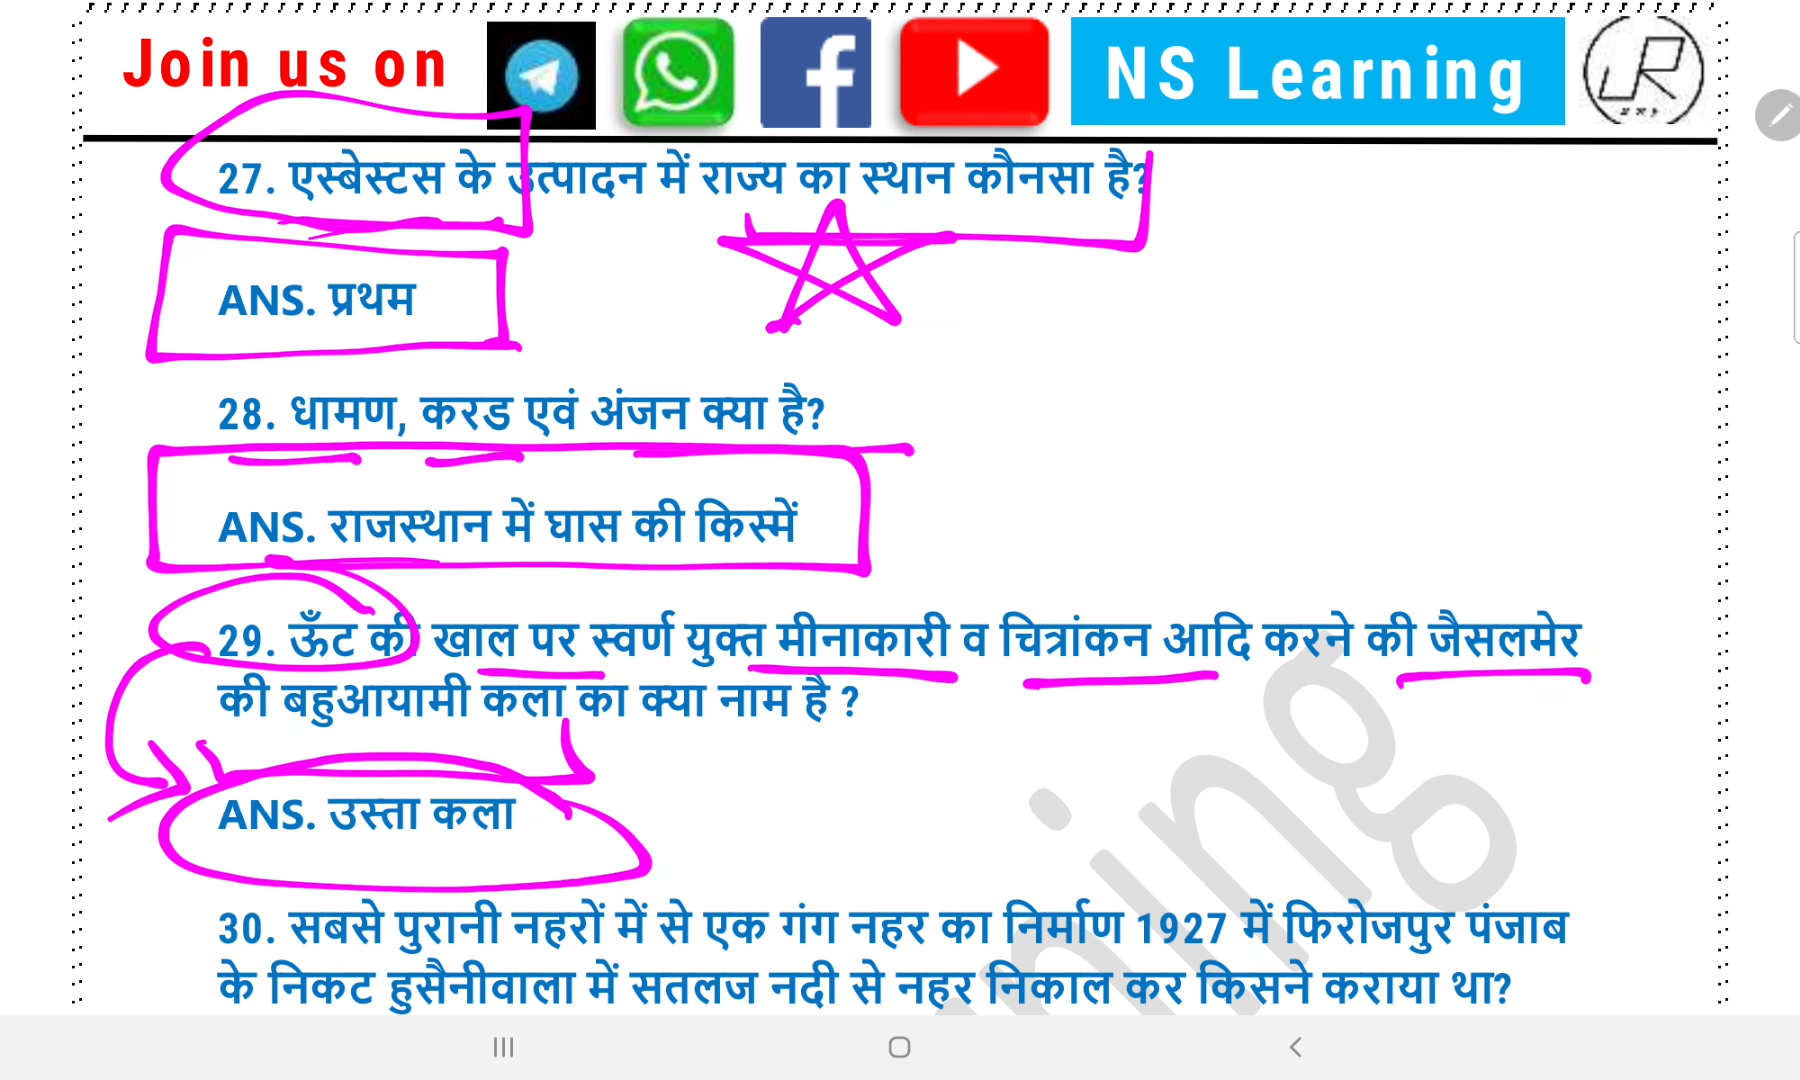 Join us on NS Learning
27. एस्बेस्टस के उत्पादन में राज्य का स्थान कौनसा है?
ANS. प्रथम
28. धामण, करड एवं अंजन क्या है?
ANS. राजस्थान में घास की किस्में
29. ऊँट की खाल पर स्वर्ण युक्त मीनाकारी व चित्रांकन आदि करने की जैसलमेर
की बहुआयामी कला का क्या नाम है ?
ANS. उस्ता कला
30. सबसे पुरानी नहरों में से एक गंग नहर का निर्माण 1927 में फिरोजपुर पंजाब
के निकट हुसैनीवाला में सतलज नदी से नहर निकाल कर किसने कराया था?